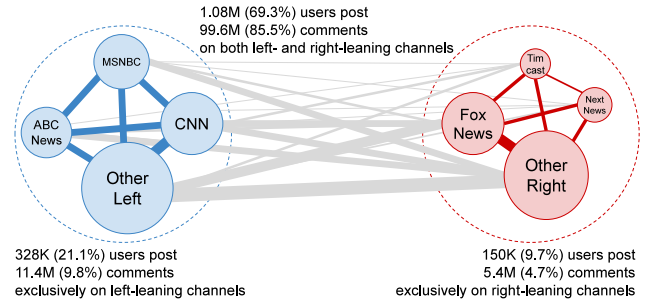 1.08M (69.3%) users post
99.6M (85.5%) comments
on both left- and right-leaning channels
MSNBC
ABC
News
CNN
Other
Left
Tim
cast
Next
News
Fox
News
Other
Right
328K (21.1%) users post
11.4M (9.8%) comments
exclusively on left-leaning channels
150K (9.7%) users post
5.4M (4.7%) comments
exclusively on right-leaning channels